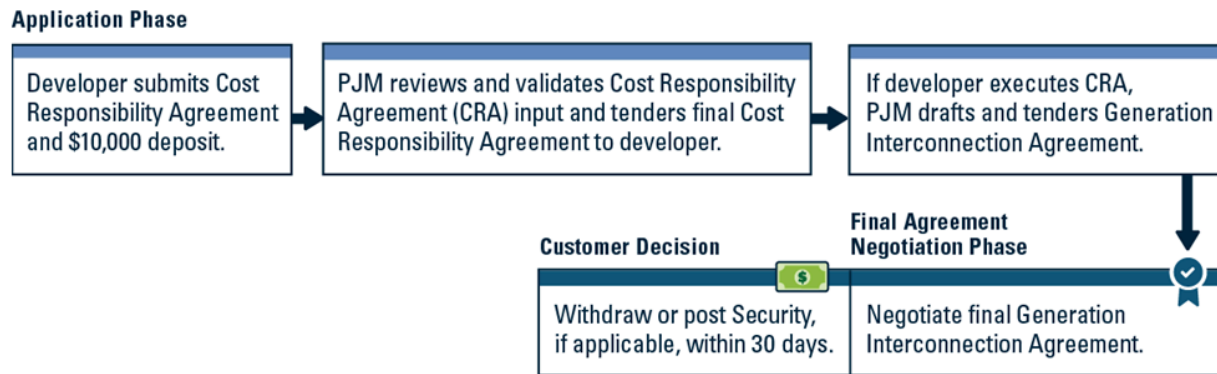 Application Phase
Developer submits Cost
Responsibility Agreement
and $10,000 deposit.
PJM reviews and validates Cost Responsibility
Agreement (CRA) input and tenders final Cost
Responsibility Agreement to developer.
If developer executes CRA,
PJM drafts and tenders Generation
Interconnection Agreement.
Customer Decision
$
Withdraw or post Security,
if applicable, within 30 days.
Final Agreement
Negotiation Phase
Negotiate final Generation
Interconnection Agreement.